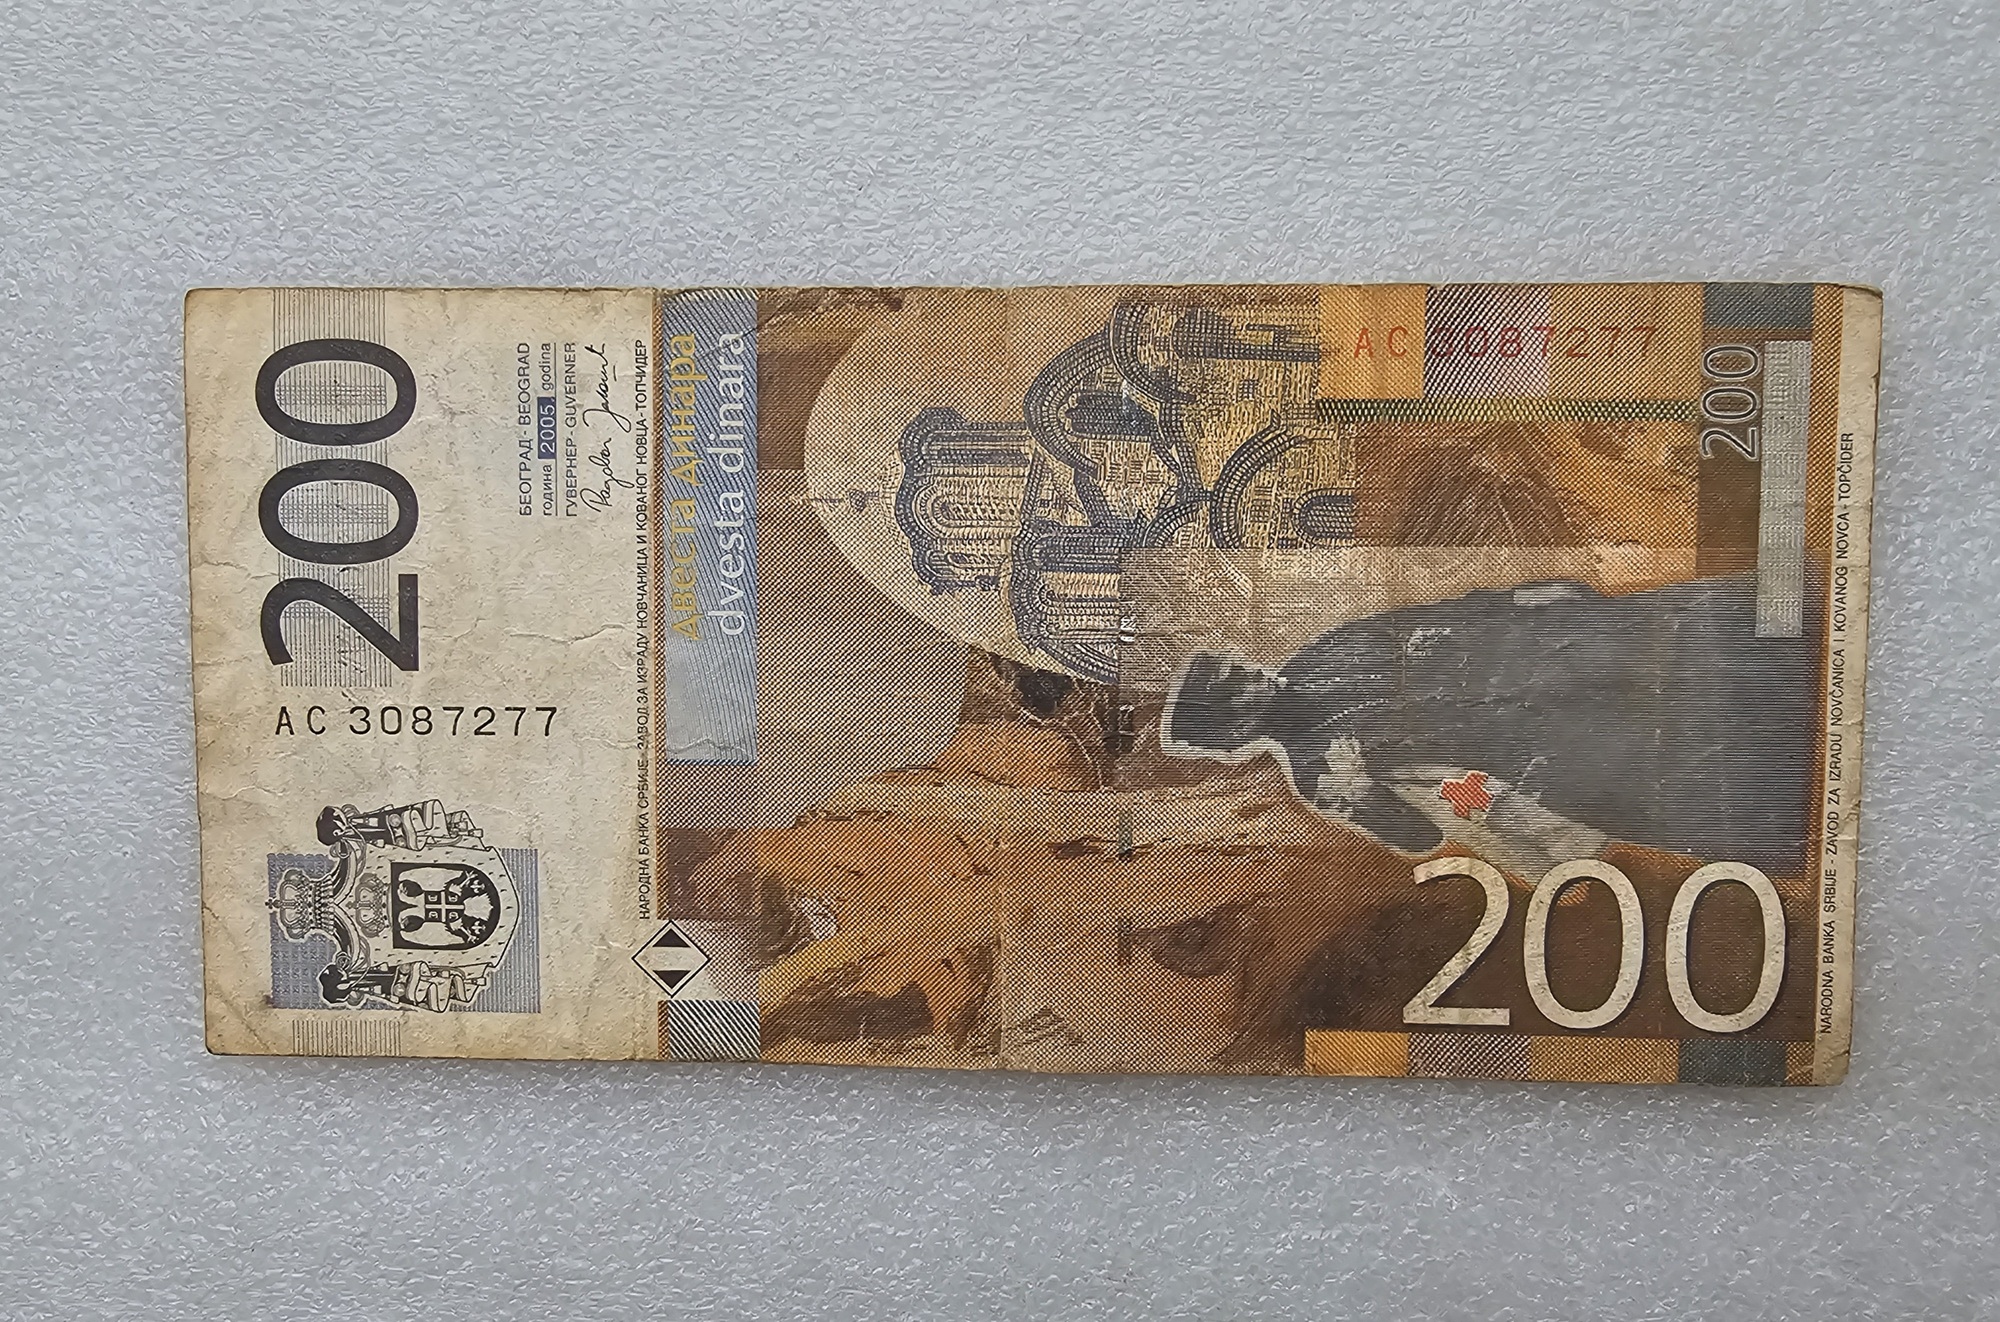 200
AC 3087277
БЕОГРАД - BEOGRAD
година 2005. godina
ГУВЕРНЕР - GUVERNER
НАРОДНА БАНКА СРБИЈЕ - ЗАВОД ЗА ИЗРАДУ НОВЧАНИЦА И КОВАНОГ НОВЦА - ТОПЧИДЕР
двеста динара
dvesta dinara
AC 3087277
200
200
NARODNA BANKA SRBIJE - ZAVOD ZA IZRADU NOVČANICA I KOVANOG NOVCA - TOPČIDER